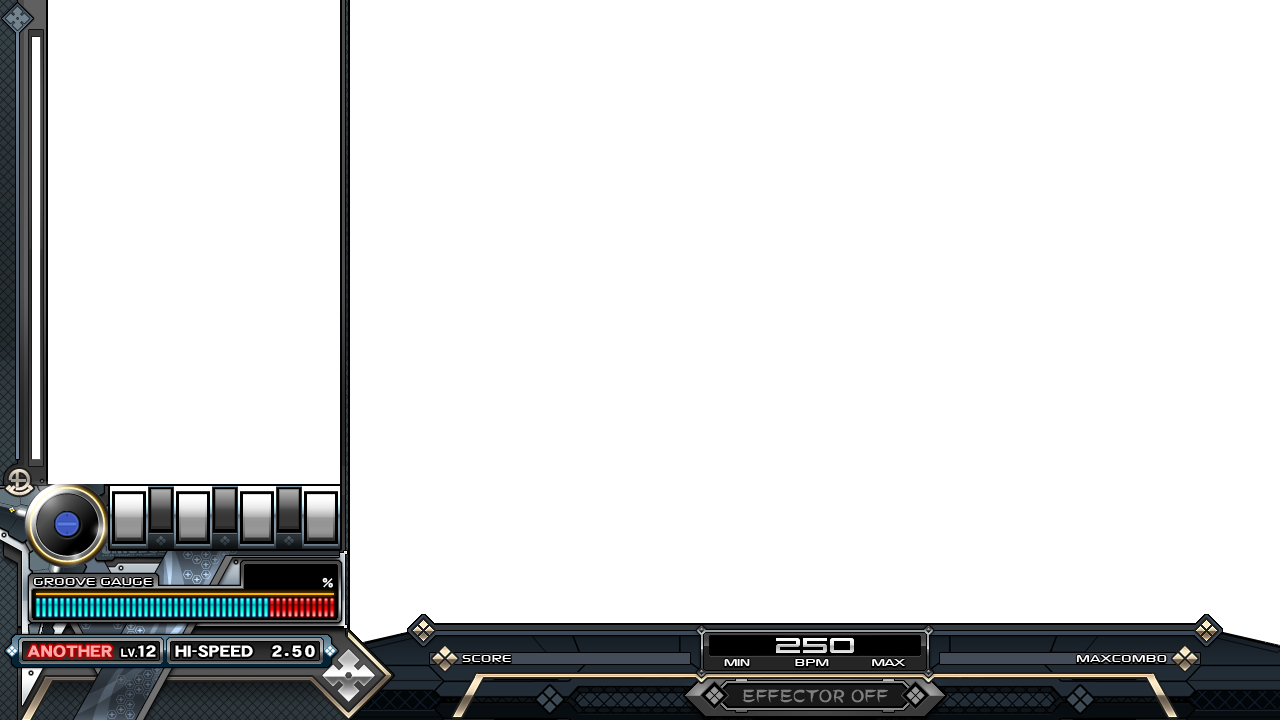 GROOVE GAUGE
%
ANOTHER LV.12
HI-SPEED 2.50
SCORE
250
MIN BPM MAX
MAXCOMBO
EFFECTOR OFF